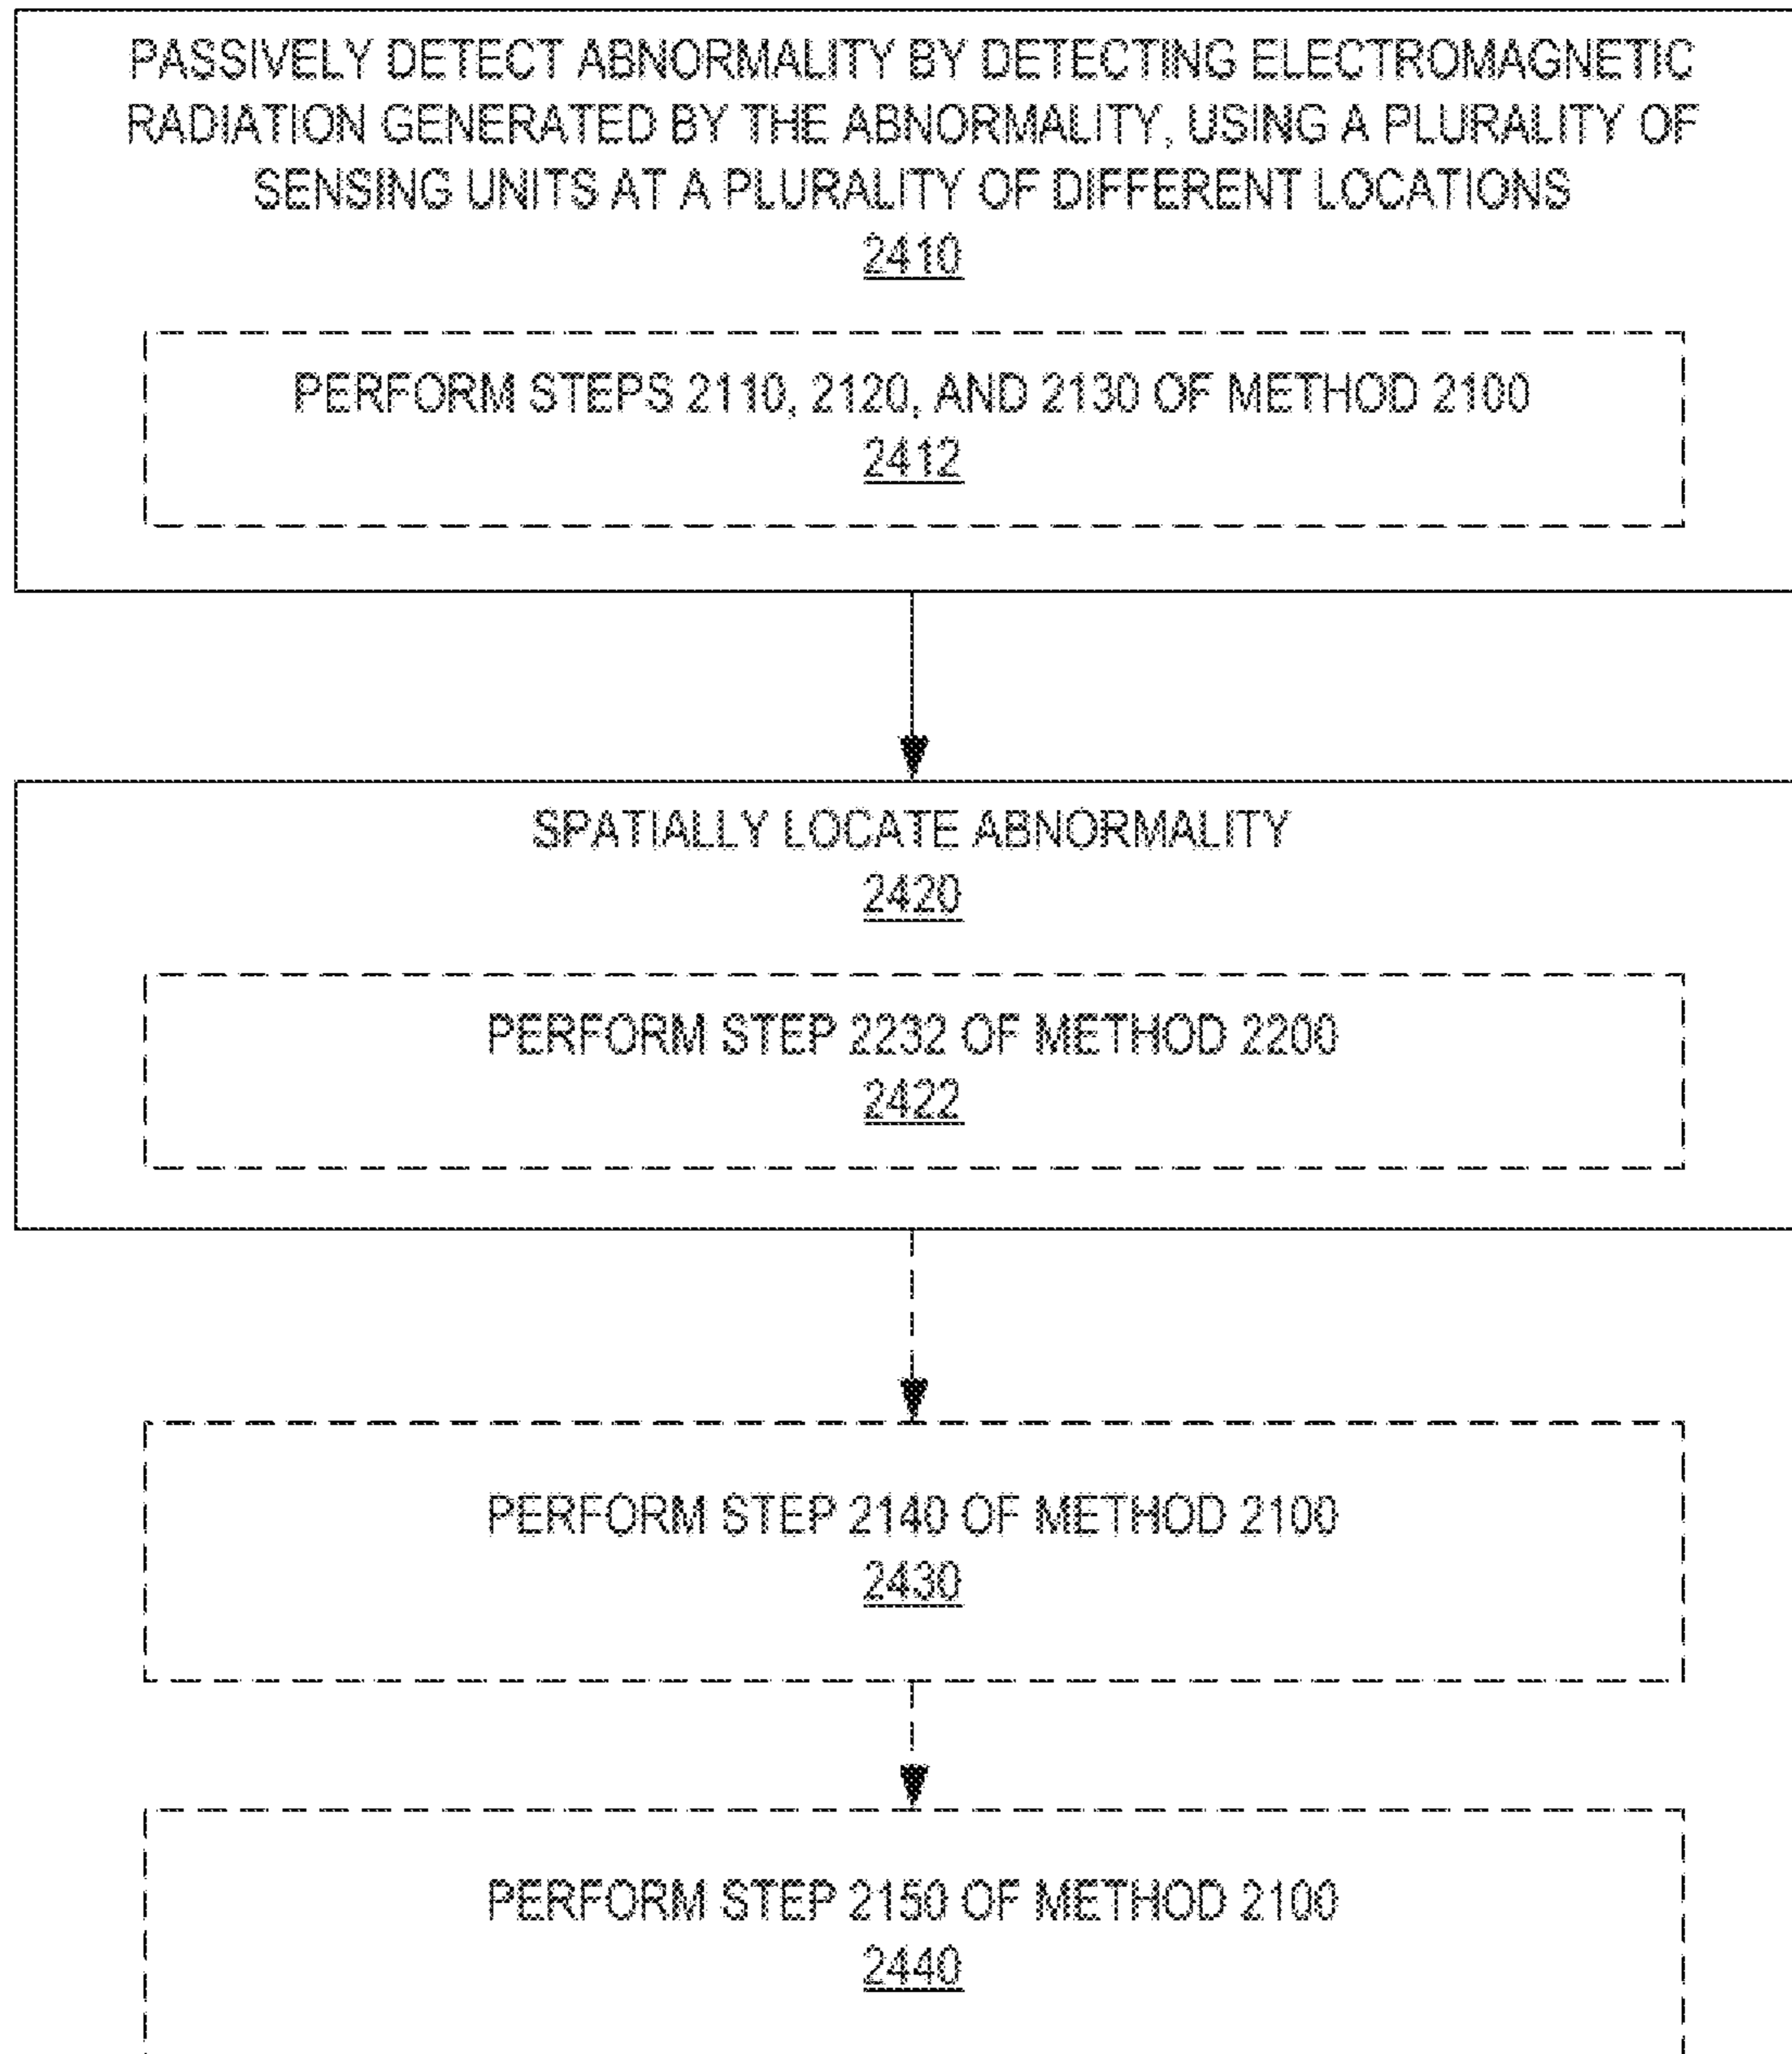 PASSIVELY DETECT ABNORMALITY BY DETECTING ELECTROMAGNETIC
RADIATION GENERATED BY THE ABNORMALITY, USING A PLURALITY OF
SENSING UNITS AT A PLURALITY OF DIFFERENT LOCATIONS
2410
PERFORM STEPS 2110, 2120, AND 2130 OF METHOD 2100
2412
SPATIALLY LOCATE ABNORMALITY
2420
PERFORM STEP 2232 OF METHOD 2200
2422
PERFORM STEP 2140 OF METHOD 2100
2430
PERFORM STEP 2150 OF METHOD 2100
2440